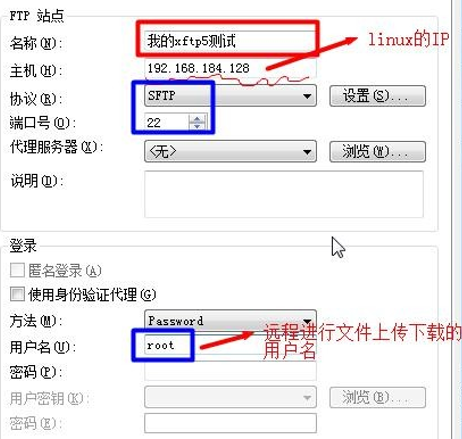 FTP 站点
名称(N):
我的xftp5测试
linux的IP
主机(H):
192.168.184.128
协议(R):
SFTP
设置(S)...
端口号(O):
22
代理服务器(X):
<无>
浏览(W)...
说明(D):
登录
匿名登录(A)
使用身份验证代理(G)
方法(M):
Password
用户名(U):
root
远程进行文件上传下载的
用户名
密码(P):
用户密钥(K):
浏览(B)...
密码(E):